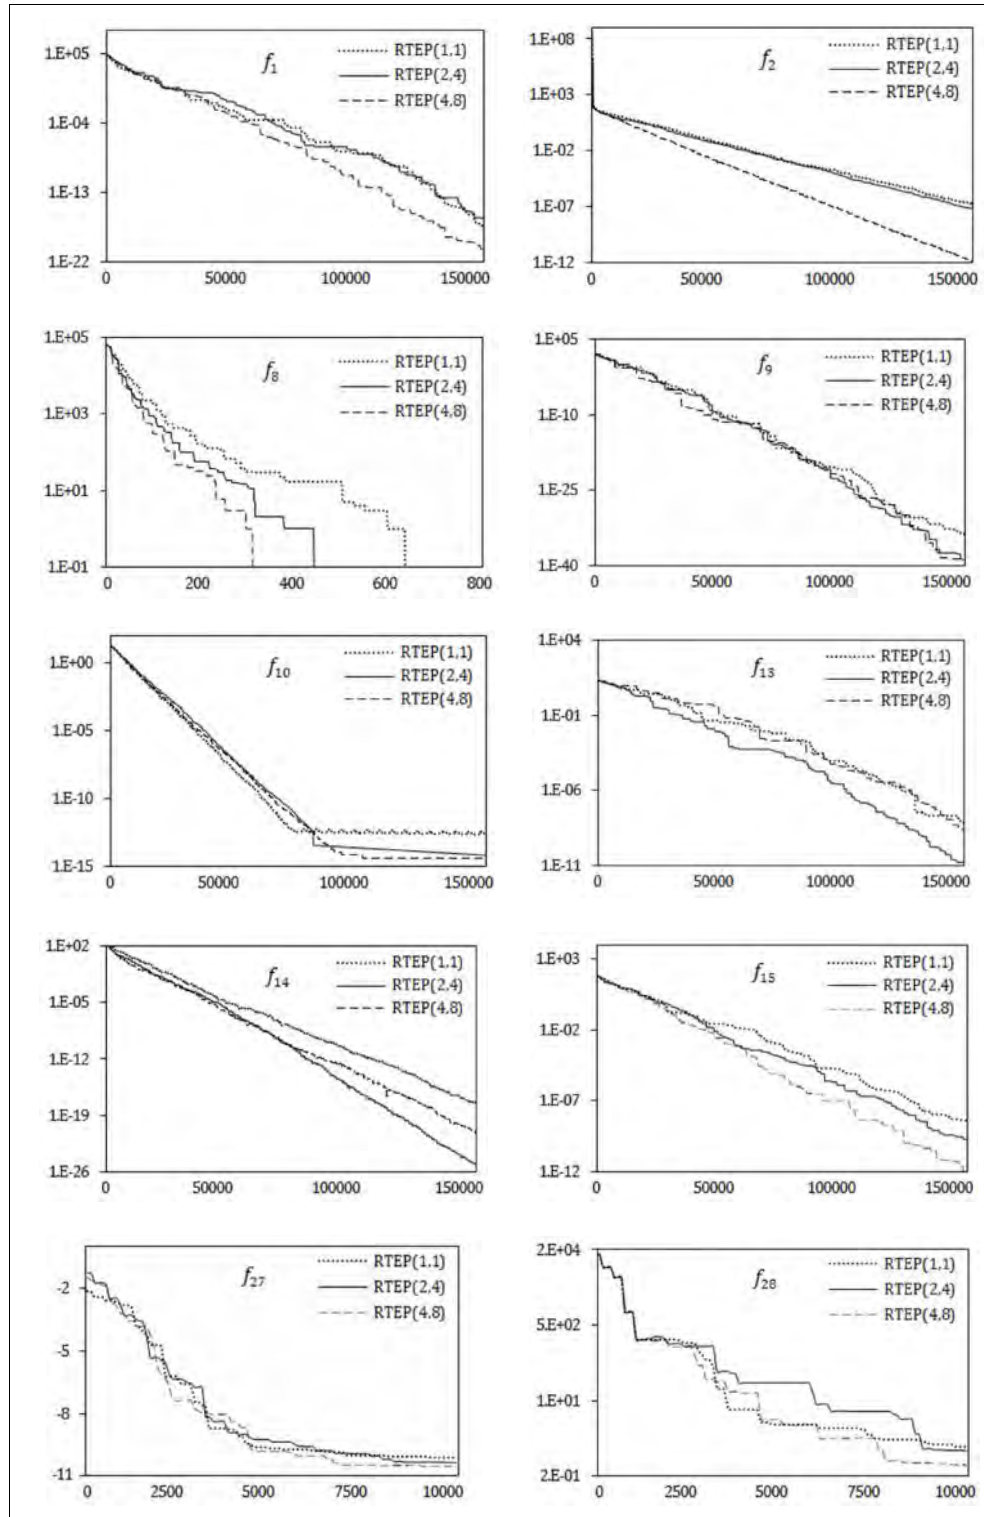 f1
RTEP(1,1)
RTEP(2,4)
RTEP(4,8)
1.E+05
1.E-04
1.E-13
1.E-22
0 50000 100000 150000
f2
RTEP(1,1)
RTEP(2,4)
RTEP(4,8)
1.E+08
1.E+03
1.E-02
1.E-07
1.E-12
0 50000 100000 150000
f8
RTEP(1,1)
RTEP(2,4)
RTEP(4,8)
1.E+05
1.E+03
1.E+01
1.E-01
0 200 400 600 800
f9
RTEP(1,1)
RTEP(2,4)
RTEP(4,8)
1.E+05
1.E-10
1.E-25
1.E-40
0 50000 100000 150000
f10
RTEP(1,1)
RTEP(2,4)
RTEP(4,8)
1.E+00
1.E-05
1.E-10
1.E-15
0 50000 100000 150000
f13
RTEP(1,1)
RTEP(2,4)
RTEP(4,8)
1.E+04
1.E-01
1.E-06
1.E-11
0 50000 100000 150000
f14
RTEP(1,1)
RTEP(2,4)
RTEP(4,8)
1.E+02
1.E-05
1.E-12
1.E-19
1.E-26
0 50000 100000 150000
f15
RTEP(1,1)
RTEP(2,4)
RTEP(4,8)
1.E+03
1.E-02
1.E-07
1.E-12
0 50000 100000 150000
f27
RTEP(1,1)
RTEP(2,4)
RTEP(4,8)
-2
-5
-8
-11
0 2500 5000 7500 10000
f28
RTEP(1,1)
RTEP(2,4)
RTEP(4,8)
2.E+04
5.E+02
1.E+01
2.E-01
0 2500 5000 7500 10000